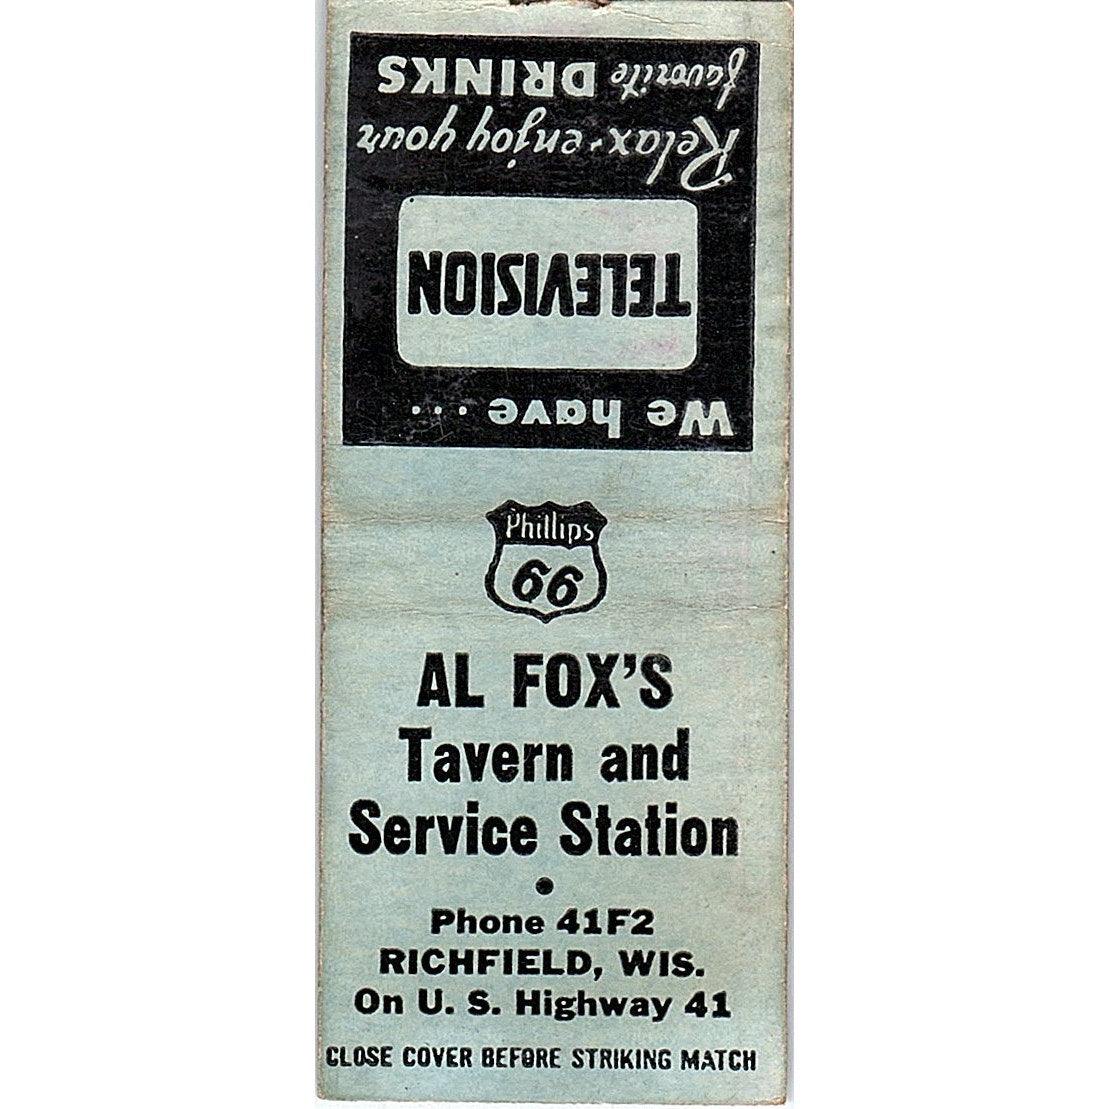 We have ...
TELEVISION
Relax - enjoy your
favorite DRINKS
Phillips
66
AL FOX'S
Tavern and
Service Station
•
Phone 41F2
RICHFIELD, WIS.
On U. S. Highway 41
CLOSE COVER BEFORE STRIKING MATCH